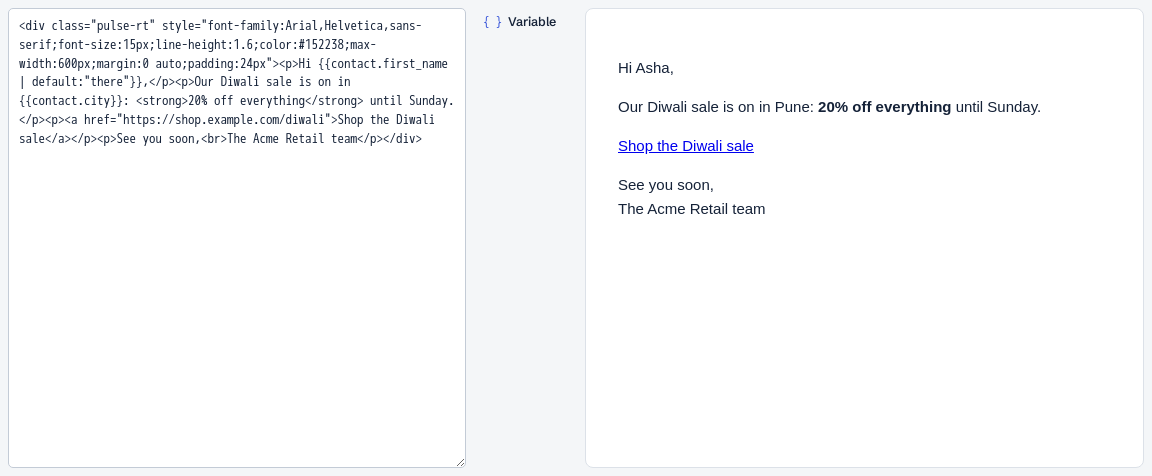 <div class="pulse-rt" style="font-family:Arial,Helvetica,sans-
serif;font-size:15px;line-height:1.6;color:#152238;max-
width:600px;margin:0 auto;padding:24px"><p>Hi {{contact.first_name
| default:"there"}},</p><p>Our Diwali sale is on in
{{contact.city}}: <strong>20% off everything</strong> until Sunday.
</p><p><a href="https://shop.example.com/diwali">Shop the Diwali
sale</a></p><p>See you soon,<br>The Acme Retail team</p></div>
{ } Variable
Hi Asha,
Our Diwali sale is on in Pune: 20% off everything until Sunday.
Shop the Diwali sale
See you soon,
The Acme Retail team